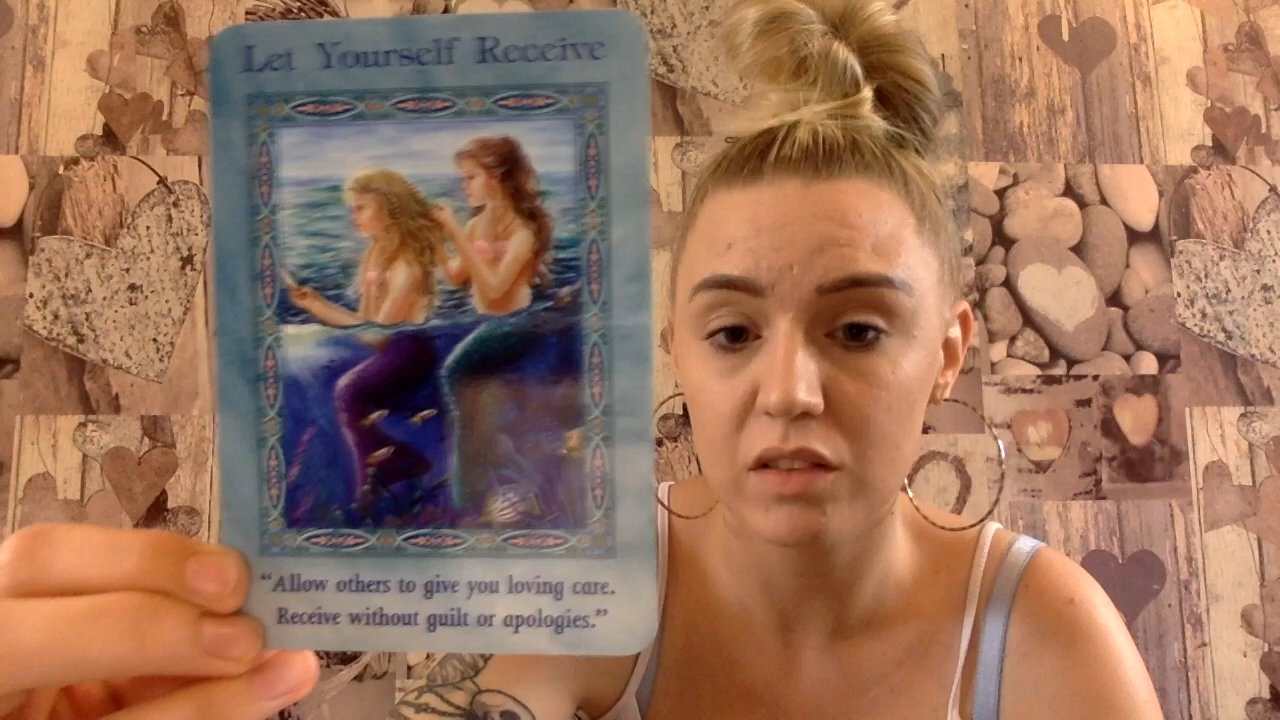 Let Yourself Receive
“Allow others to give you loving care.
Receive without guilt or apologies.”